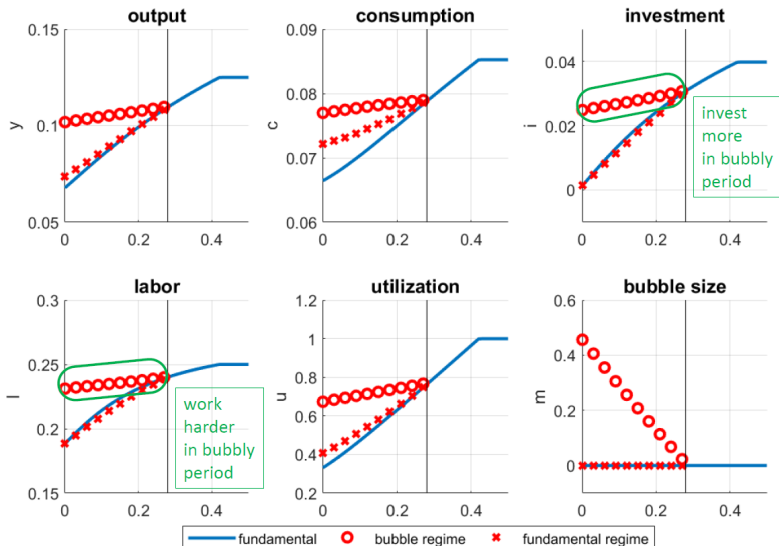 output
consumption
investment
0.15
0.1
0.05
y
0
0.2
0.4
0.09
0.08
0.07
0.06
c
0
0.2
0.4
0.04
0.02
0
i
0
0.2
0.4
invest
more
in bubbly
period
labor
utilization
bubble size
0.3
0.25
0.2
0.15
l
0
0.2
0.4
work
harder
in bubbly
period
1.2
1
0.8
0.6
0.4
0.2
u
0
0.2
0.4
0.6
0.4
0.2
0
m
0
0.2
0.4
fundamental bubble regime fundamental regime